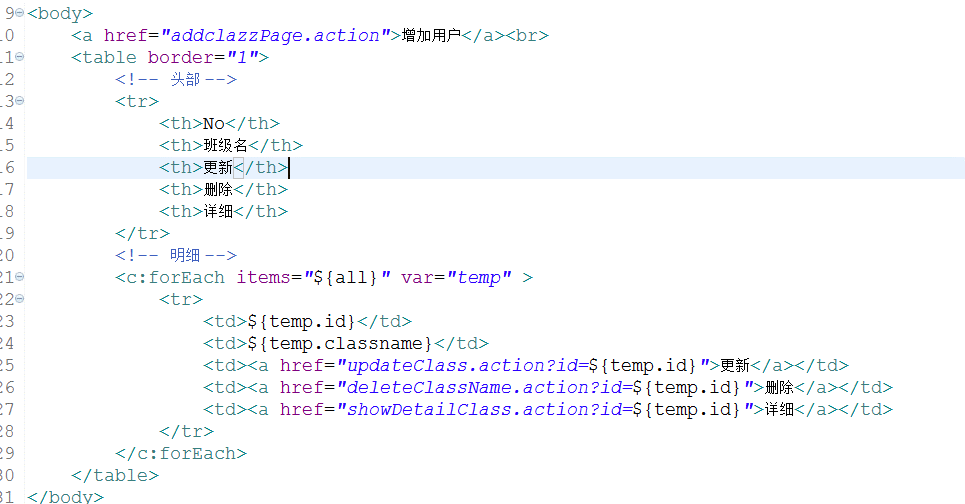 9 <body>
10 <a href="addclazzPage.action">增加用户</a><br>
11 <table border="1">
12 <!-- 头部 -->
13 <tr>
14 <th>No</th>
15 <th>班级名</th>
16 <th>更新</th>
17 <th>删除</th>
18 <th>详细</th>
19 </tr>
20 <!-- 明细 -->
21 <c:forEach items="${all}" var="temp" >
22 <tr>
23 <td>${temp.id}</td>
24 <td>${temp.classname}</td>
25 <td><a href="updateClass.action?id=${temp.id}">更新</a></td>
26 <td><a href="deleteClassName.action?id=${temp.id}">删除</a></td>
27 <td><a href="showDetailClass.action?id=${temp.id}">详细</a></td>
28 </tr>
29 </c:forEach>
30 </table>
31 </body>